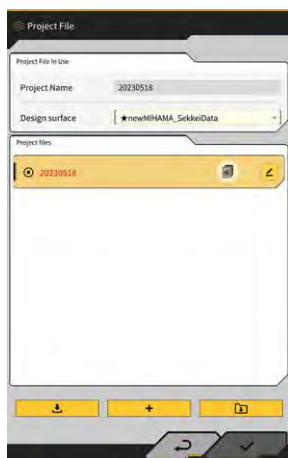 Project File
Project File In Use
Project Name 20230518
Design surface ★newMIHAMA_SekkeiData
Project files
20230518